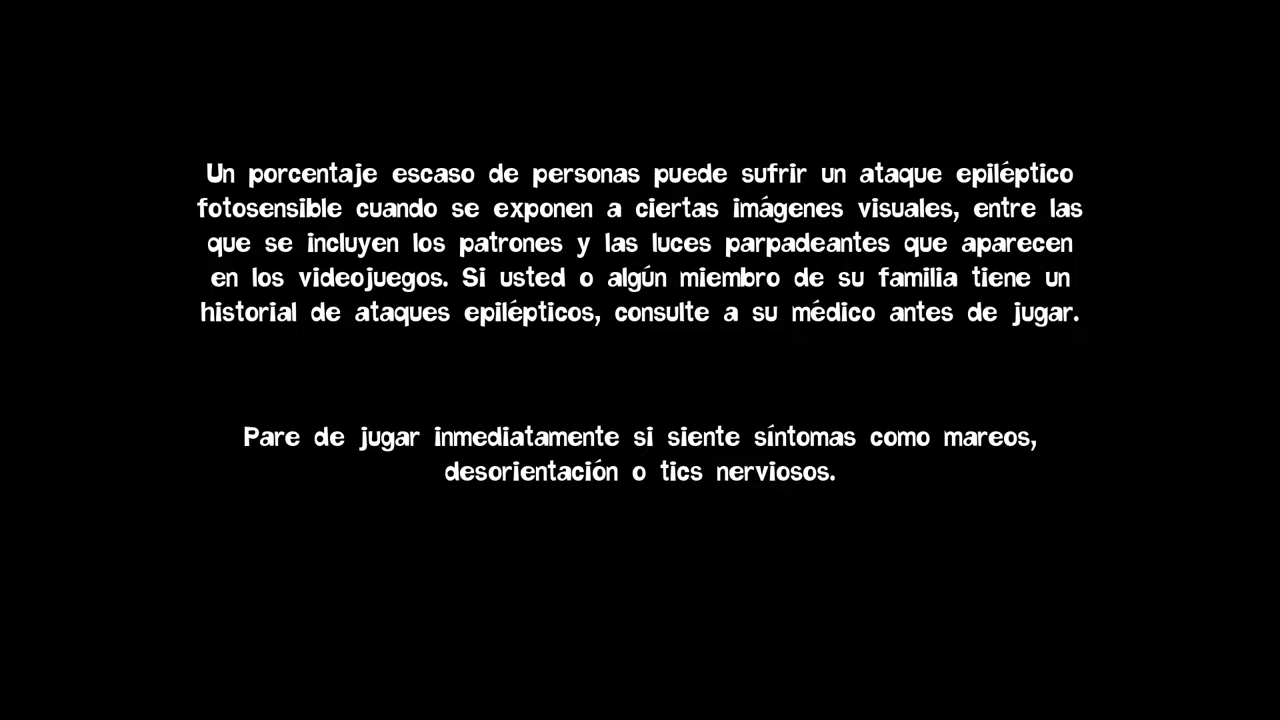 Un porcentaje escaso de personas puede sufrir un ataque epiléptico
fotosensible cuando se exponen a ciertas imágenes visuales, entre las
que se incluyen los patrones y las luces parpadeantes que aparecen
en los videojuegos. Si usted o algún miembro de su familia tiene un
historial de ataques epilépticos, consulte a su médico antes de jugar.
Pare de jugar inmediatamente si siente síntomas como mareos,
desorientación o tics nerviosos.